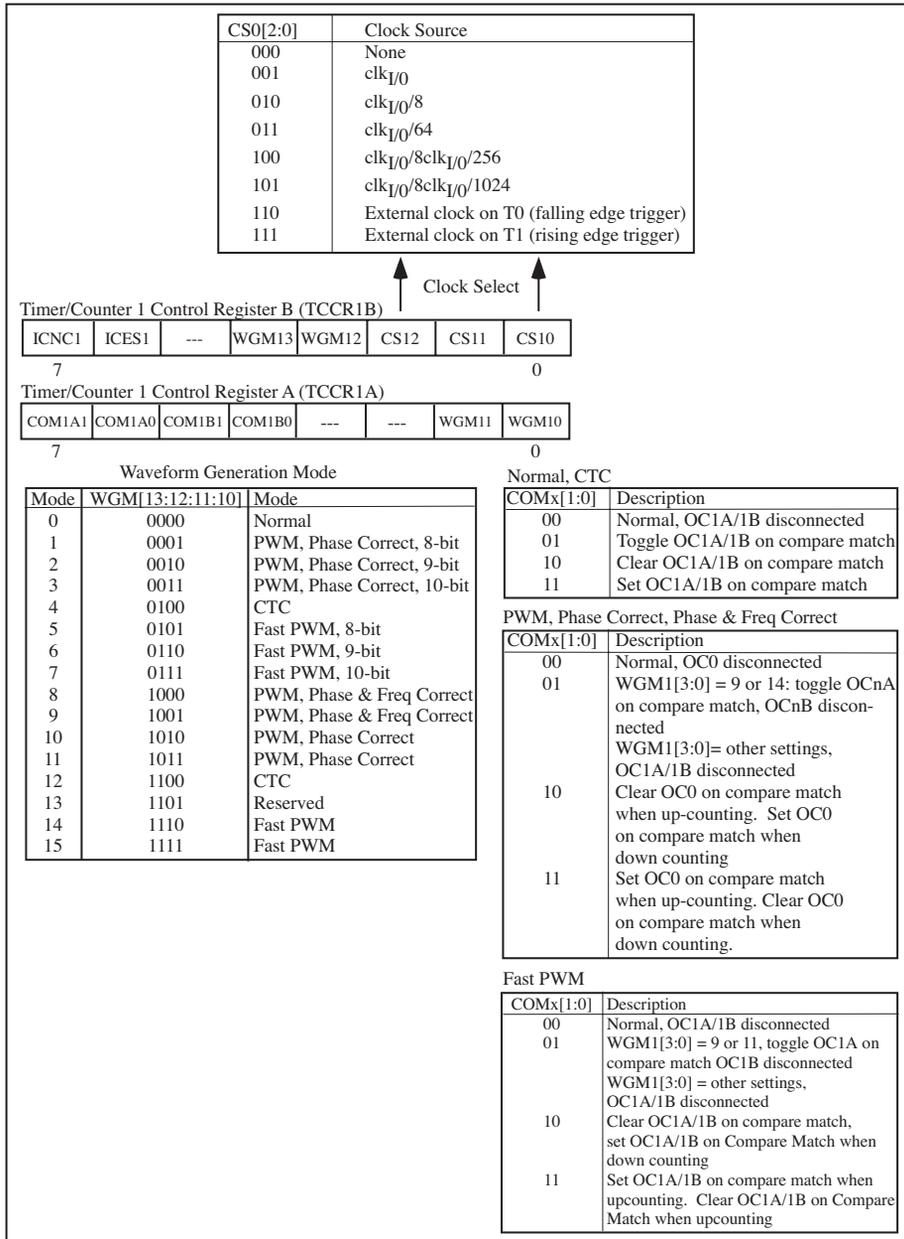 CS0[2:0] Clock Source
000 None
001 clkI/0
010 clkI/0/8
011 clkI/0/64
100 clkI/0/8clkI/0/256
101 clkI/0/8clkI/0/1024
110 External clock on T0 (falling edge trigger)
111 External clock on T1 (rising edge trigger)
Clock Select
Timer/Counter 1 Control Register B (TCCR1B)
ICNC1 ICES1 --- WGM13 WGM12 CS12 CS11 CS10
7 0
Timer/Counter 1 Control Register A (TCCR1A)
COM1A1 COM1A0 COM1B1 COM1B0 --- --- WGM11 WGM10
7 0
Waveform Generation Mode
Mode WGM[13:12:11:10] Mode
0 0000 Normal
1 0001 PWM, Phase Correct, 8-bit
2 0010 PWM, Phase Correct, 9-bit
3 0011 PWM, Phase Correct, 10-bit
4 0100 CTC
5 0101 Fast PWM, 8-bit
6 0110 Fast PWM, 9-bit
7 0111 Fast PWM, 10-bit
8 1000 PWM, Phase & Freq Correct
9 1001 PWM, Phase & Freq Correct
10 1010 PWM, Phase Correct
11 1011 PWM, Phase Correct
12 1100 CTC
13 1101 Reserved
14 1110 Fast PWM
15 1111 Fast PWM
Normal, CTC
COMx[1:0] Description
00 Normal, OC1A/1B disconnected
01 Toggle OC1A/1B on compare match
10 Clear OC1A/1B on compare match
11 Set OC1A/1B on compare match
PWM, Phase Correct, Phase & Freq Correct
COMx[1:0] Description
00 Normal, OC0 disconnected
01 WGM1[3:0] = 9 or 14: toggle OCnA
on compare match, OCnB discon-
nected
WGM1[3:0]= other settings,
OC1A/1B disconnected
10 Clear OC0 on compare match
when up-counting. Set OC0
on compare match when
down counting
11 Set OC0 on compare match
when up-counting. Clear OC0
on compare match when
down counting.
Fast PWM
COMx[1:0] Description
00 Normal, OC1A/1B disconnected
01 WGM1[3:0] = 9 or 11, toggle OC1A on
compare match OC1B disconnected
WGM1[3:0] = other settings,
OC1A/1B disconnected
10 Clear OC1A/1B on compare match,
set OC1A/1B on Compare Match when
down counting
11 Set OC1A/1B on compare match when
upcounting. Clear OC1A/1B on Compare
Match when upcounting